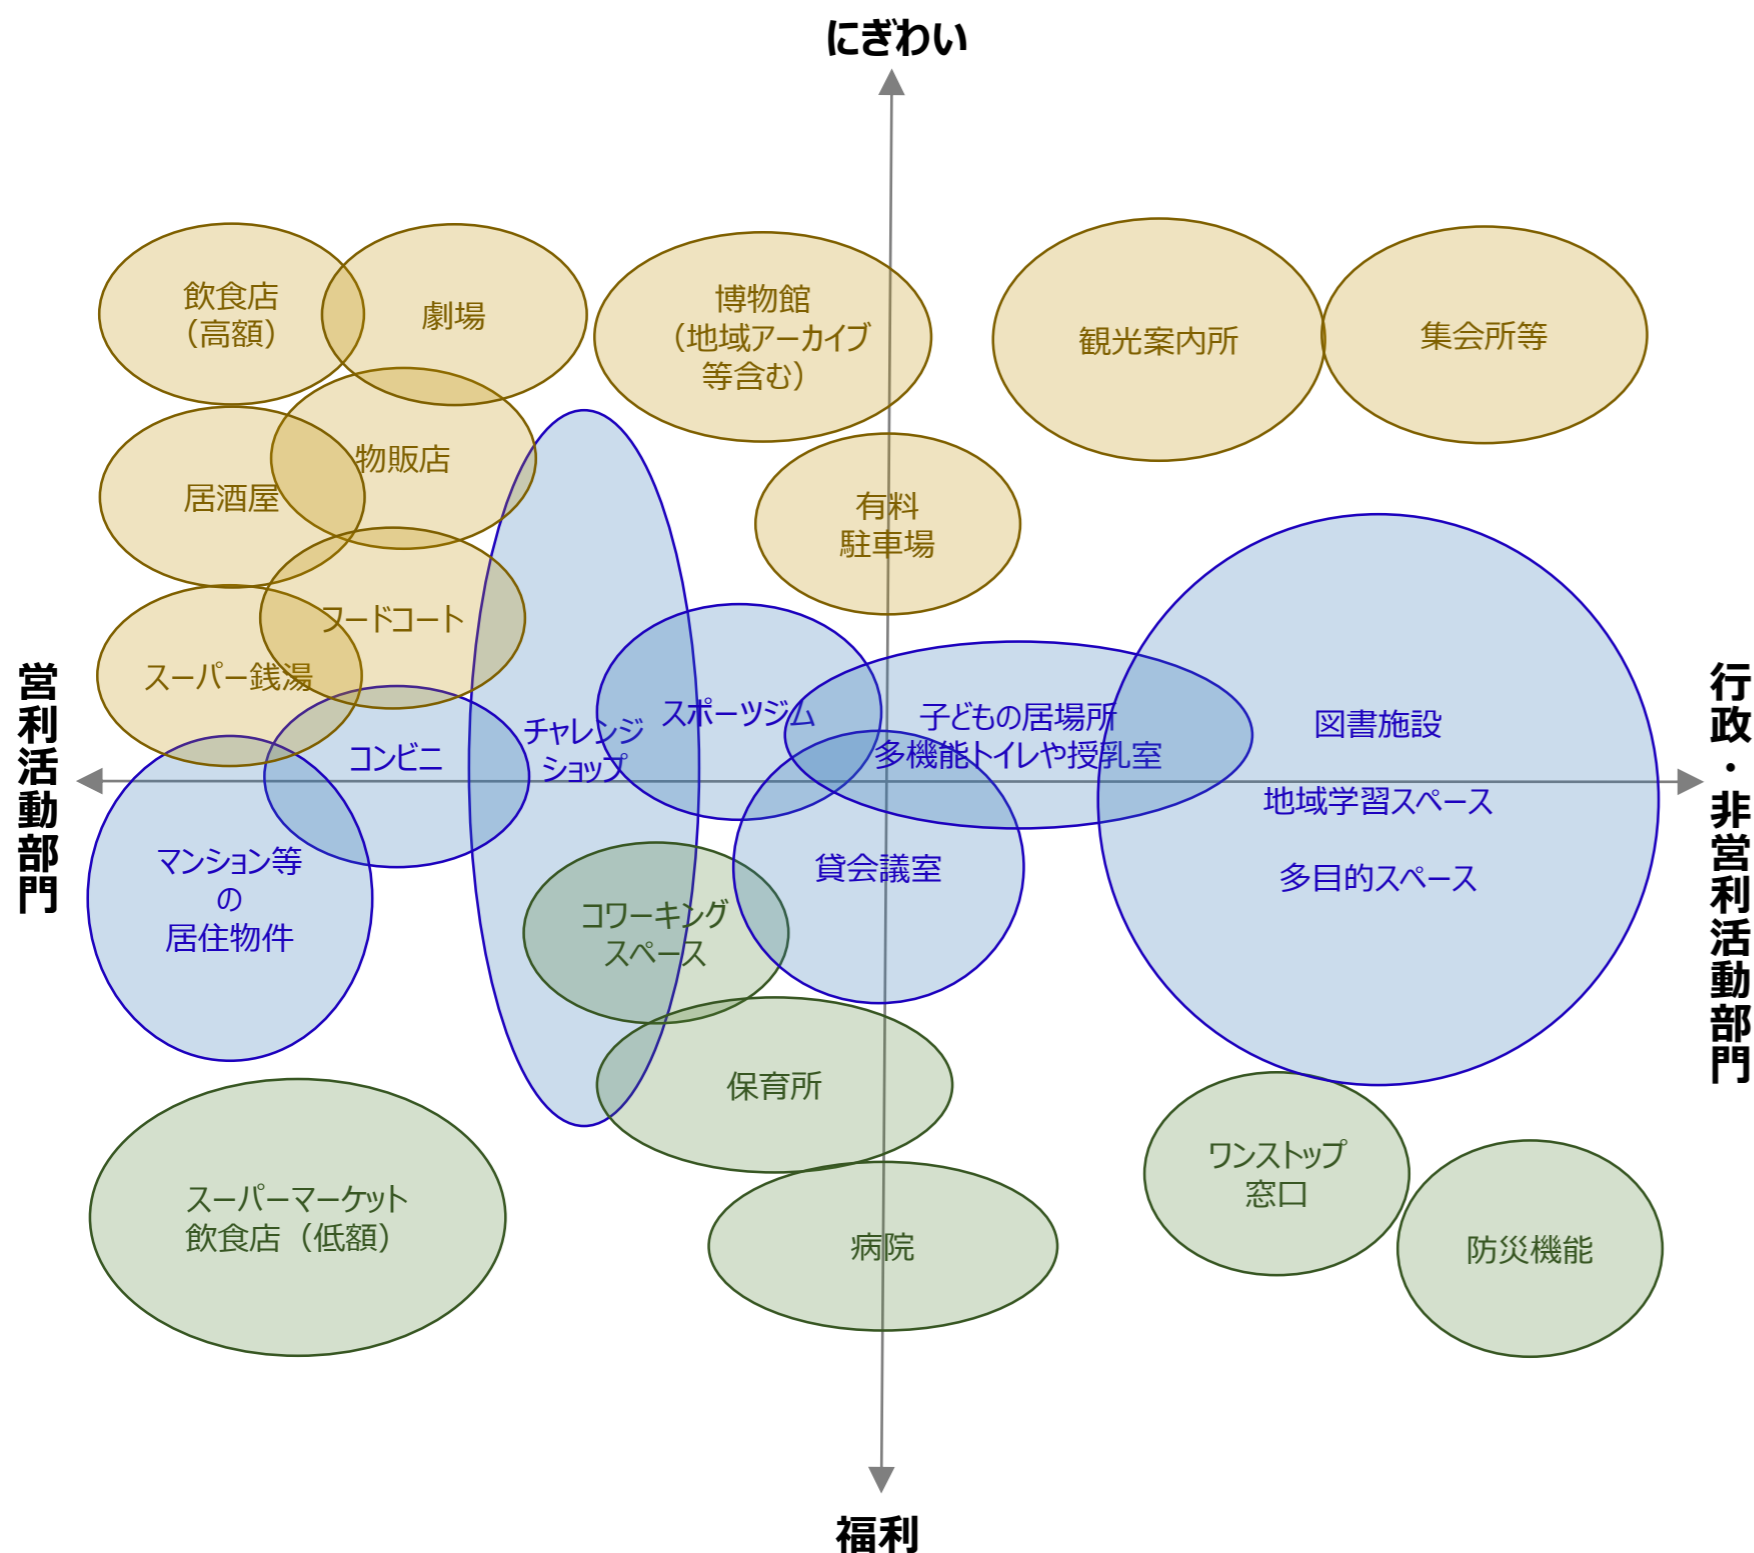 にぎわい
飲食店
（高額）
劇場
博物館
（地域アーカイブ
等含む）
観光案内所
集会所等
物販店
居酒屋
有料
駐車場
フードコート
スーパー銭湯
営利活動部門
行政・非営利活動部門
コンビニ
チャレンジ
ショップ
スポーツジム
子どもの居場所
多機能トイレや授乳室
図書施設
地域学習スペース
多目的スペース
マンション等
の
居住物件
貸会議室
コワーキング
スペース
保育所
スーパーマーケット
飲食店（低額）
病院
ワンストップ
窓口
防災機能
福利